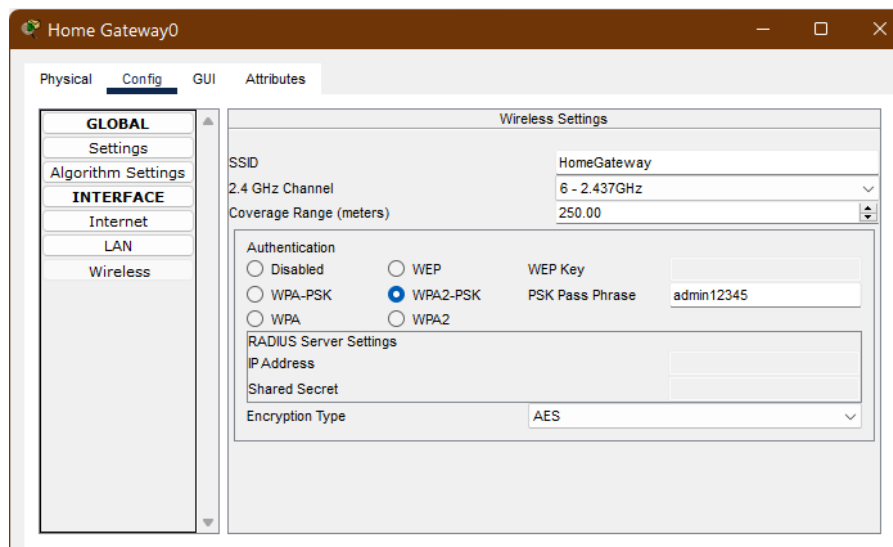 Home Gateway0
Physical Config GUI Attributes
GLOBAL
Settings
Algorithm Settings
INTERFACE
Internet
LAN
Wireless
Wireless Settings
SSID HomeGateway
2.4 GHz Channel 6 - 2.437GHz
Coverage Range (meters) 250.00
Authentication
Disabled WEP WEP Key
WPA-PSK WPA2-PSK PSK Pass Phrase admin12345
WPA WPA2
RADIUS Server Settings
IP Address
Shared Secret
Encryption Type AES